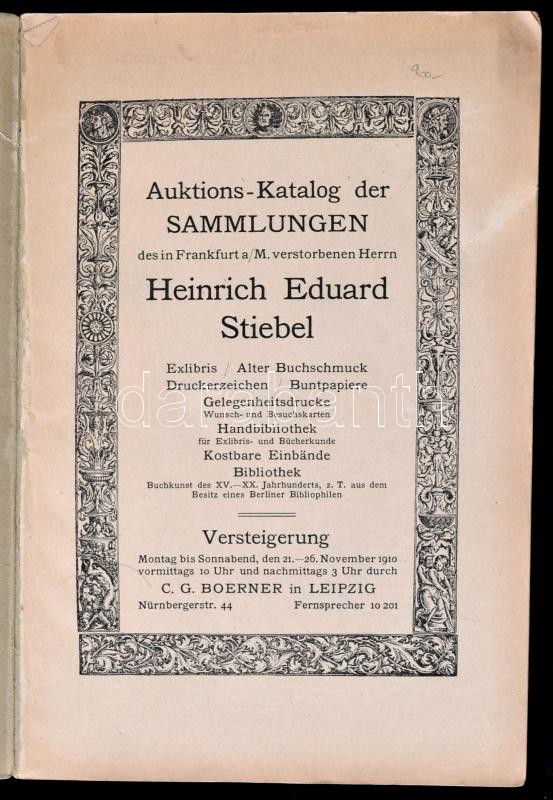 900,-
Auktions-Katalog der
SAMMLUNGEN
des in Frankfurt a/M. verstorbenen Herrn
Heinrich Eduard
Stiebel
Exlibris / Alter Buchschmuck
Druckerzeichen / Buntpapiere
Gelegenheitsdrucke
Wunsch- und Besuchskarten
Handbibliothek
für Exlibris- und Bücherkunde
Kostbare Einbände
Bibliothek
Buchkunst des XV.—XX. Jahrhunderts, z. T. aus dem
Besitz eines Berliner Bibliophilen
Versteigerung
Montag bis Sonnabend, den 21.—26. November 1910
vormittags 10 Uhr und nachmittags 3 Uhr durch
C. G. BOERNER in LEIPZIG
Nürnbergerstr. 44 Fernsprecher 10 201
darabanth